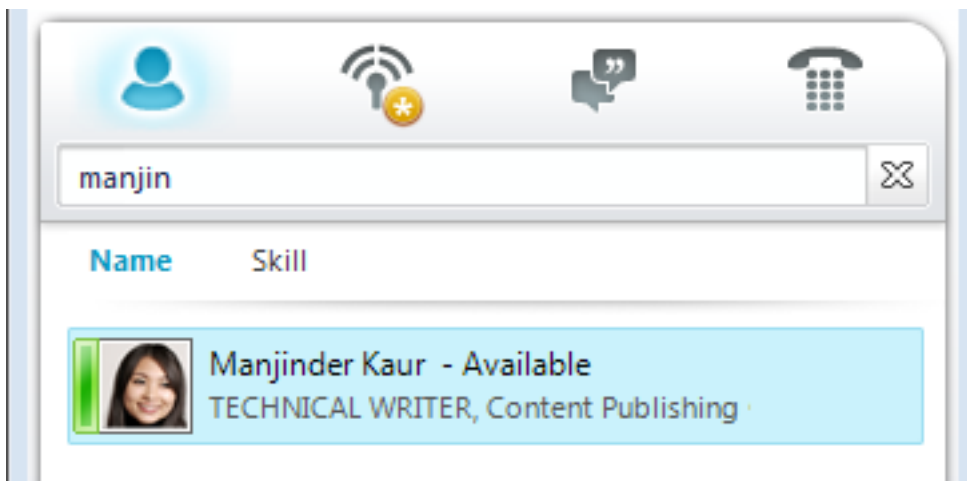 manjin
Name Skill
Manjinder Kaur - Available
TECHNICAL WRITER, Content Publishing